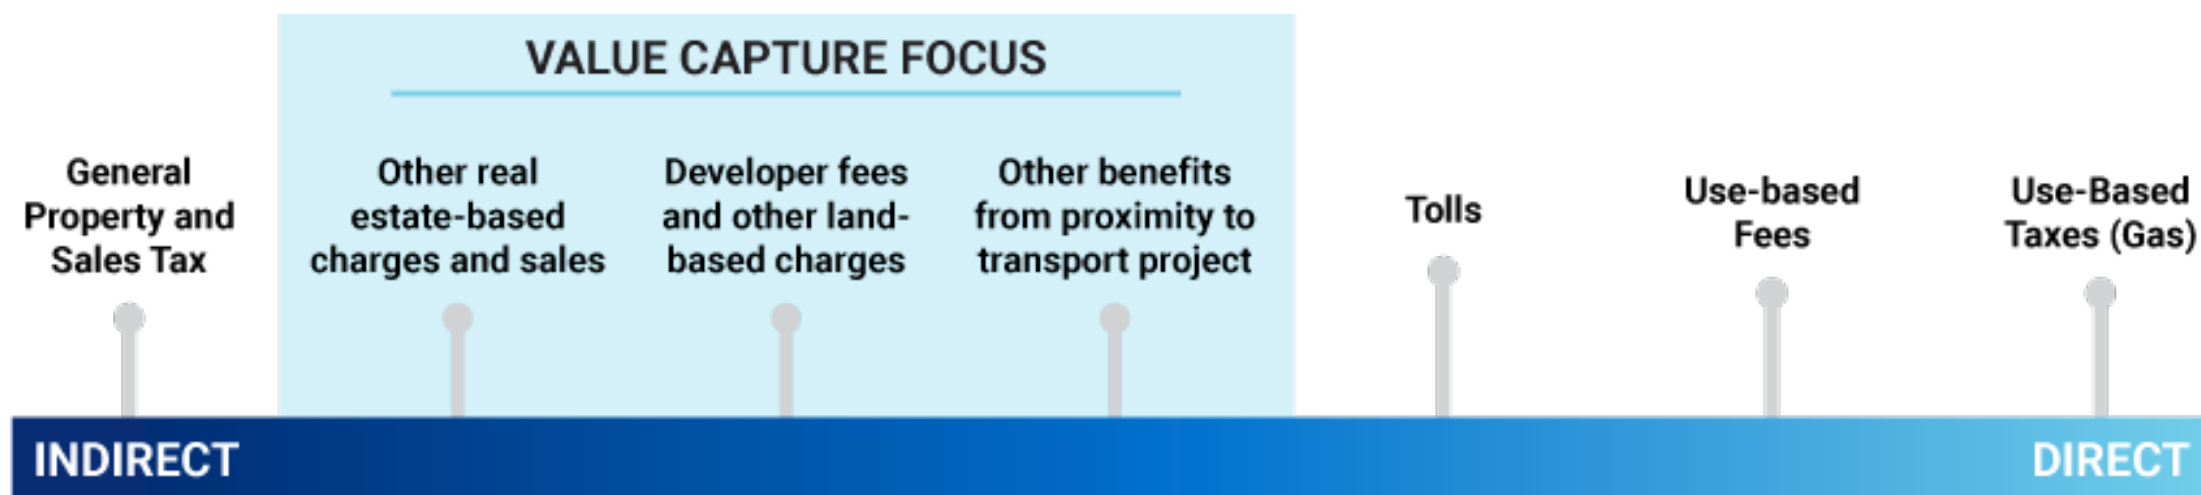 VALUE CAPTURE FOCUS
General
Property and
Sales Tax
Other real
estate-based
charges and sales
Developer fees
and other land-
based charges
Other benefits
from proximity to
transport project
Tolls
Use-based
Fees
Use-Based
Taxes (Gas)
INDIRECT
DIRECT